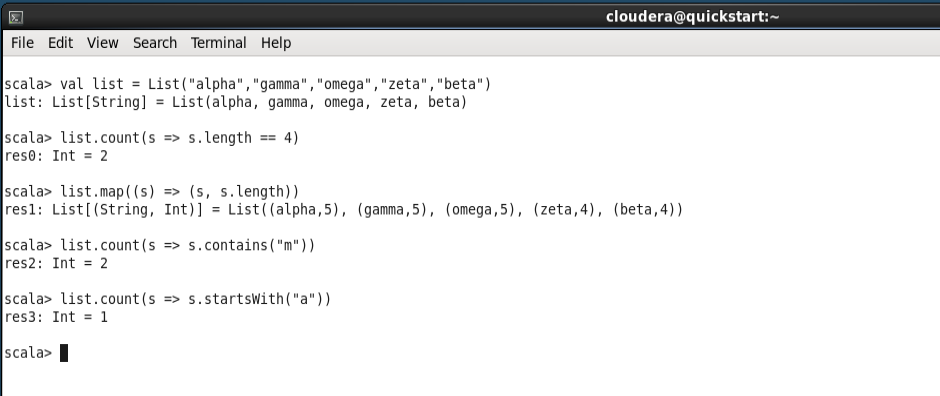 cloudera@quickstart:~
File Edit View Search Terminal Help
scala> val list = List("alpha","gamma","omega","zeta","beta")
list: List[String] = List(alpha, gamma, omega, zeta, beta)
scala> list.count(s => s.length == 4)
res0: Int = 2
scala> list.map((s) => (s, s.length))
res1: List[(String, Int)] = List((alpha,5), (gamma,5), (omega,5), (zeta,4), (beta,4))
scala> list.count(s => s.contains("m"))
res2: Int = 2
scala> list.count(s => s.startsWith("a"))
res3: Int = 1
scala>